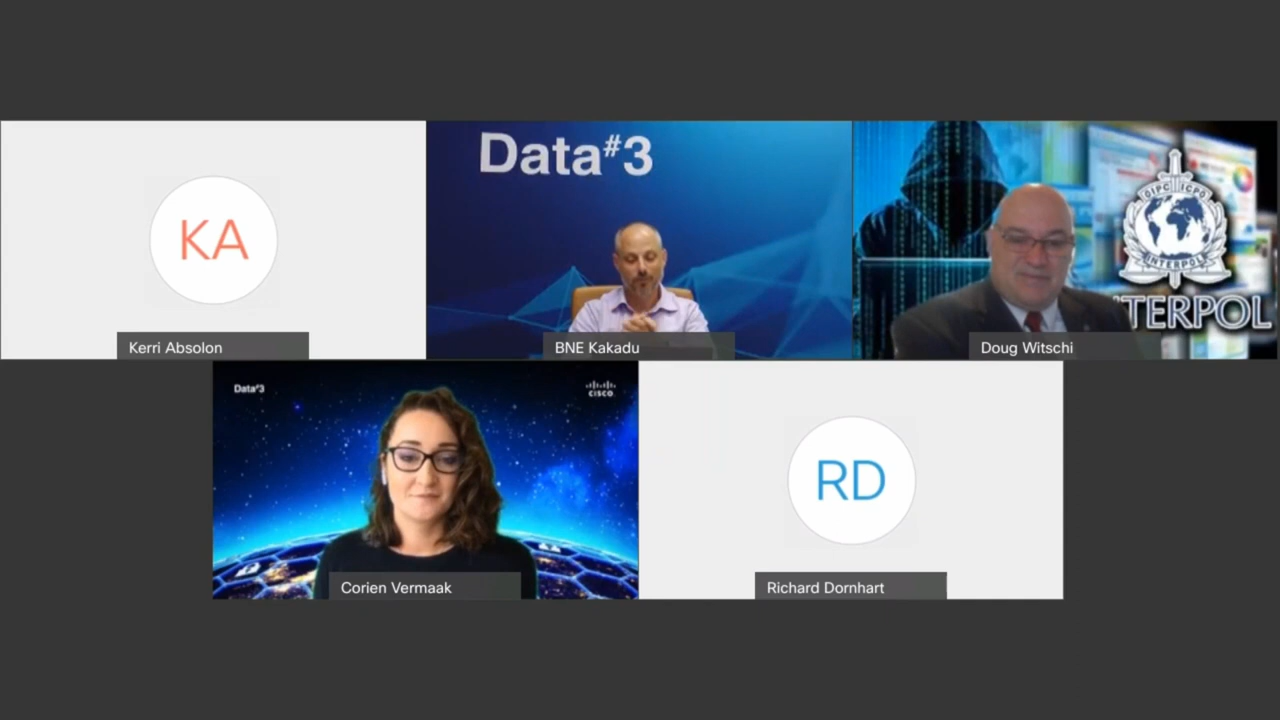 KA
Kerri Absolon
Data#3
BNE Kakadu
OIPC ICPO
INTERPOL
TERPOL
Doug Witschi
Data#3
CISCO
Corien Vermaak
RD
Richard Dornhart